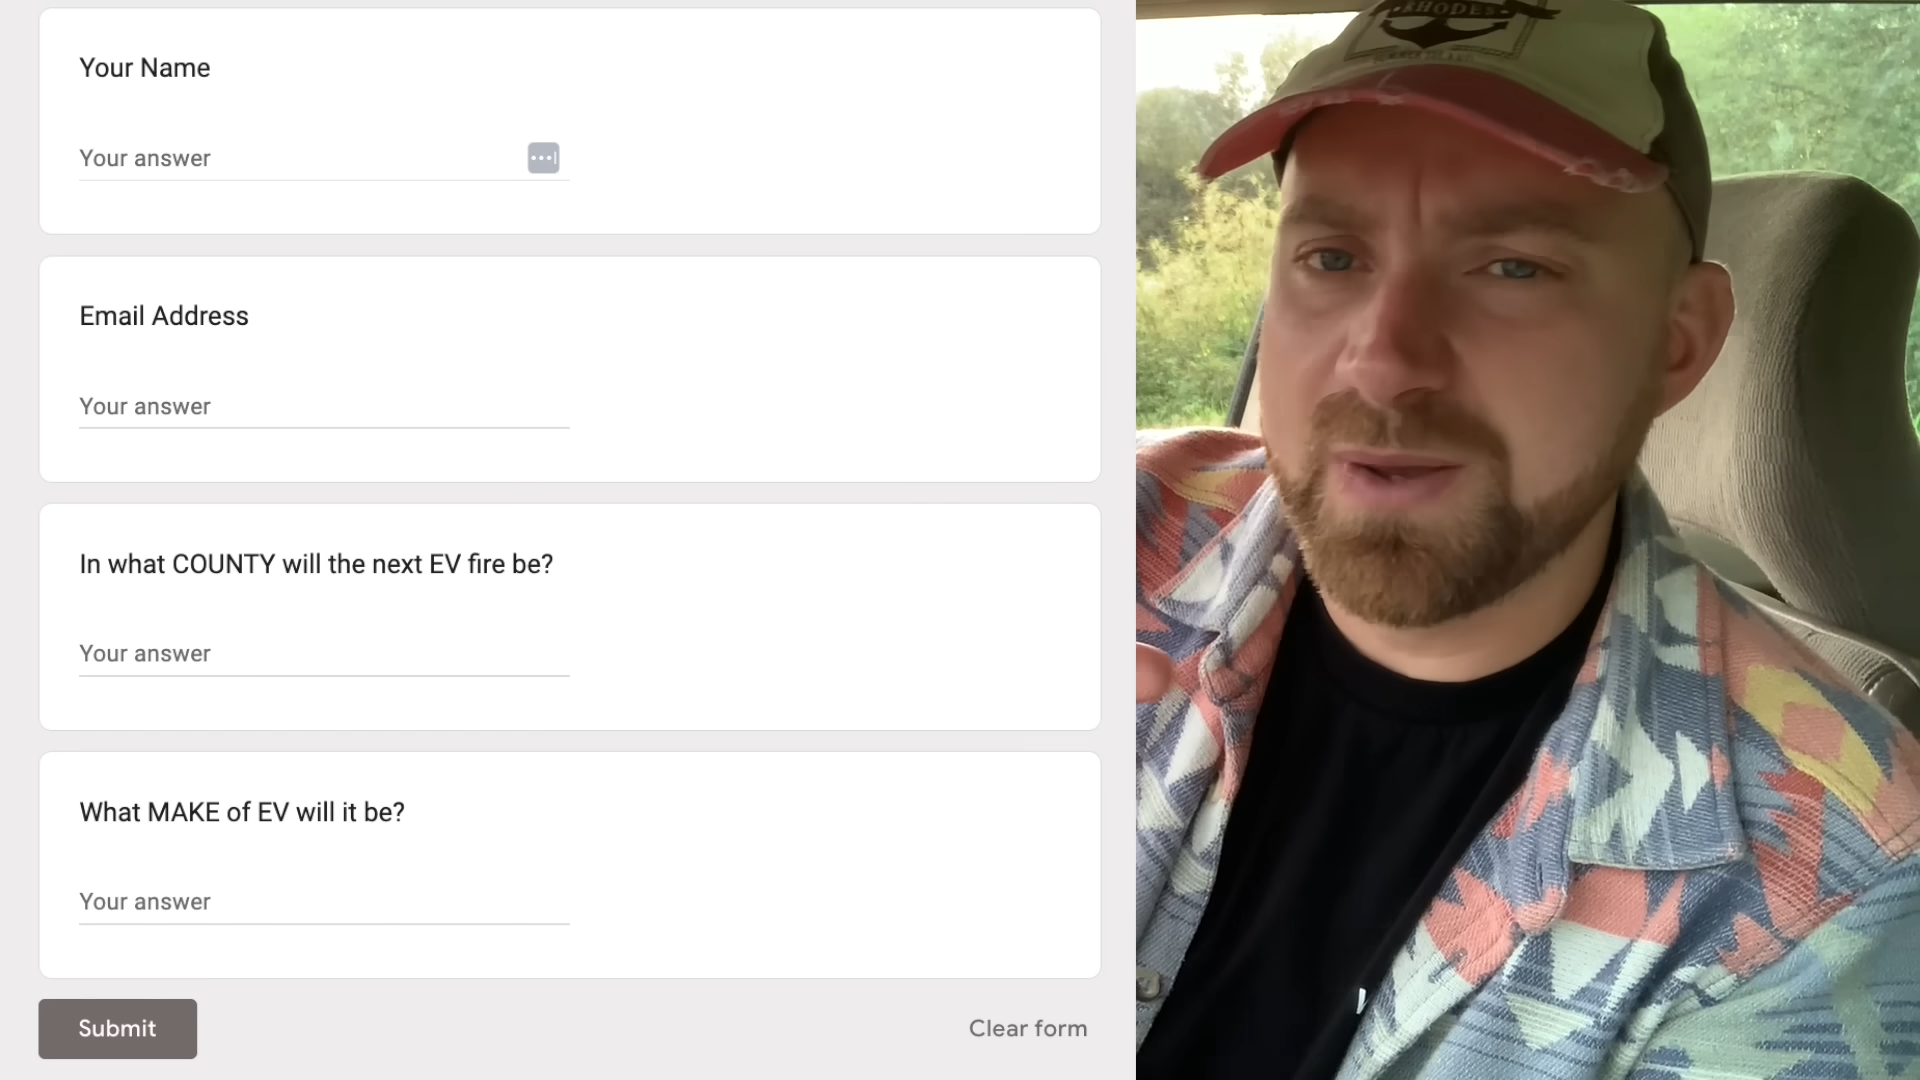 Your Name
Your answer
Email Address
Your answer
In what COUNTY will the next EV fire be?
Your answer
What MAKE of EV will it be?
Your answer
Submit
Clear form
RHODES